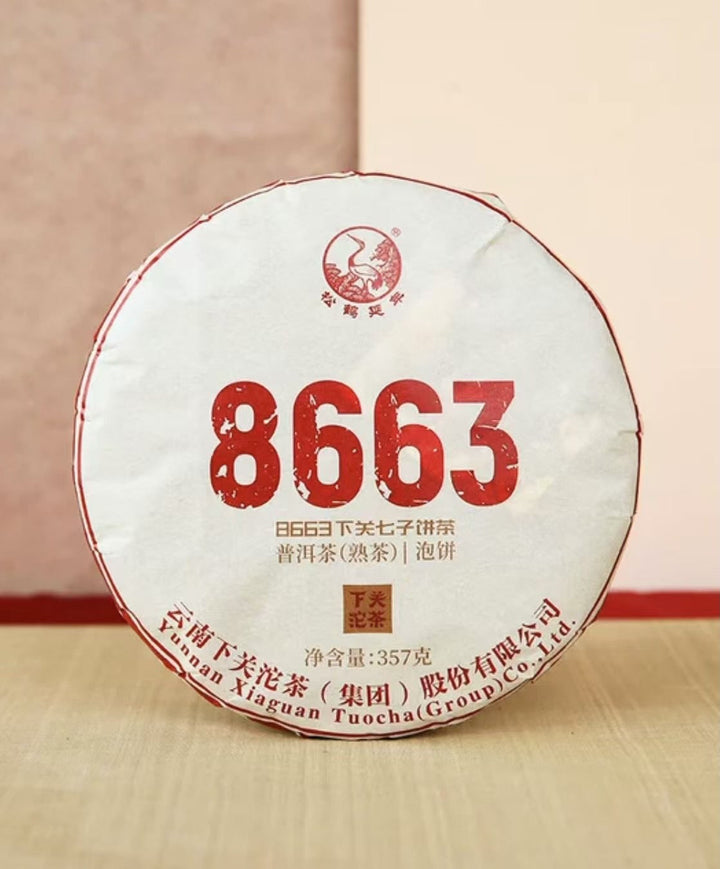 ®
松鹤延年
8663
8663下关七子饼茶
普洱茶(熟茶)|泡饼
下关
沱茶
净含量:357克
云南下关沱茶(集团)股份有限公司
Yunnan Xiaguan Tuocha(Group)Co.,Ltd.